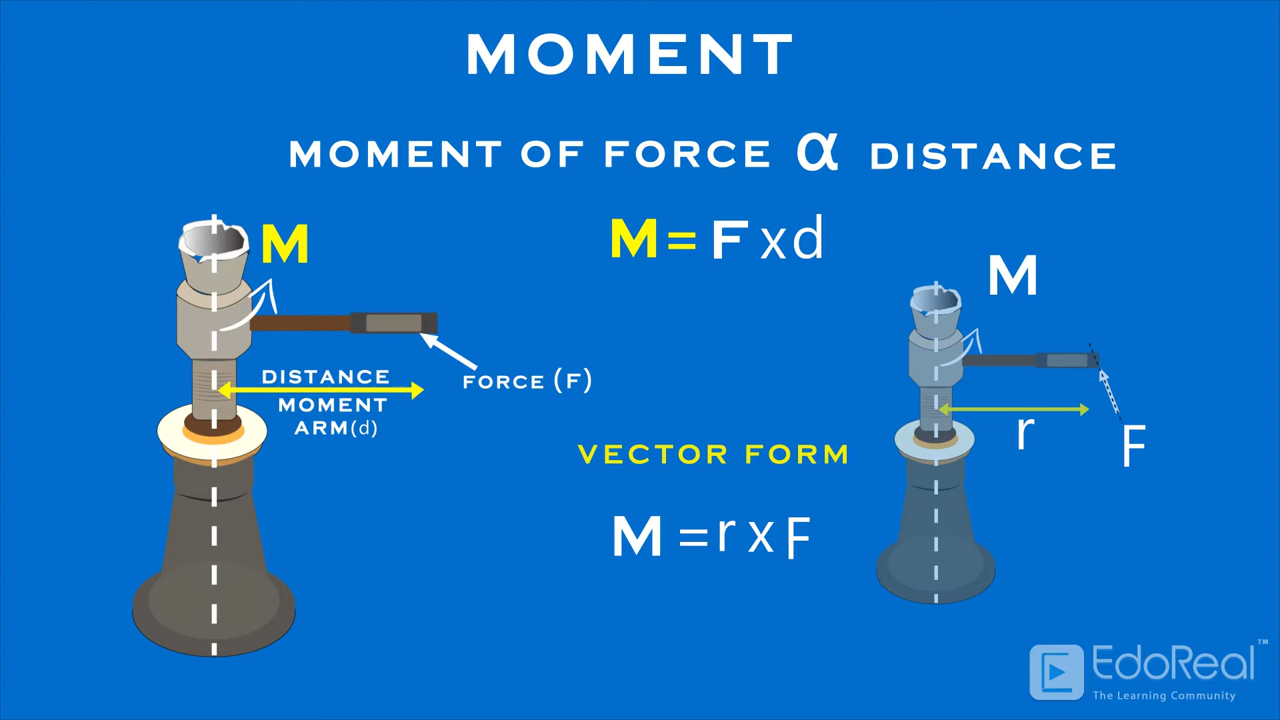 MOMENT
MOMENT OF FORCE α DISTANCE
M
M = F x d
M
DISTANCE
MOMENT
ARM(d)
FORCE (F)
r
F
VECTOR FORM
M = r x F
EdoReal™
The Learning Community